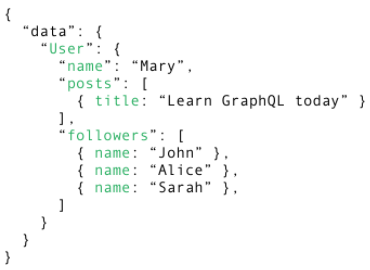 {
  “data”: {
    “User”: {
      “name”: “Mary”,
      “posts”: [
        { title: “Learn GraphQL today” }
      ],
      “followers”: [
        { name: “John” },
        { name: “Alice” },
        { name: “Sarah” },
      ]
    }
  }
}